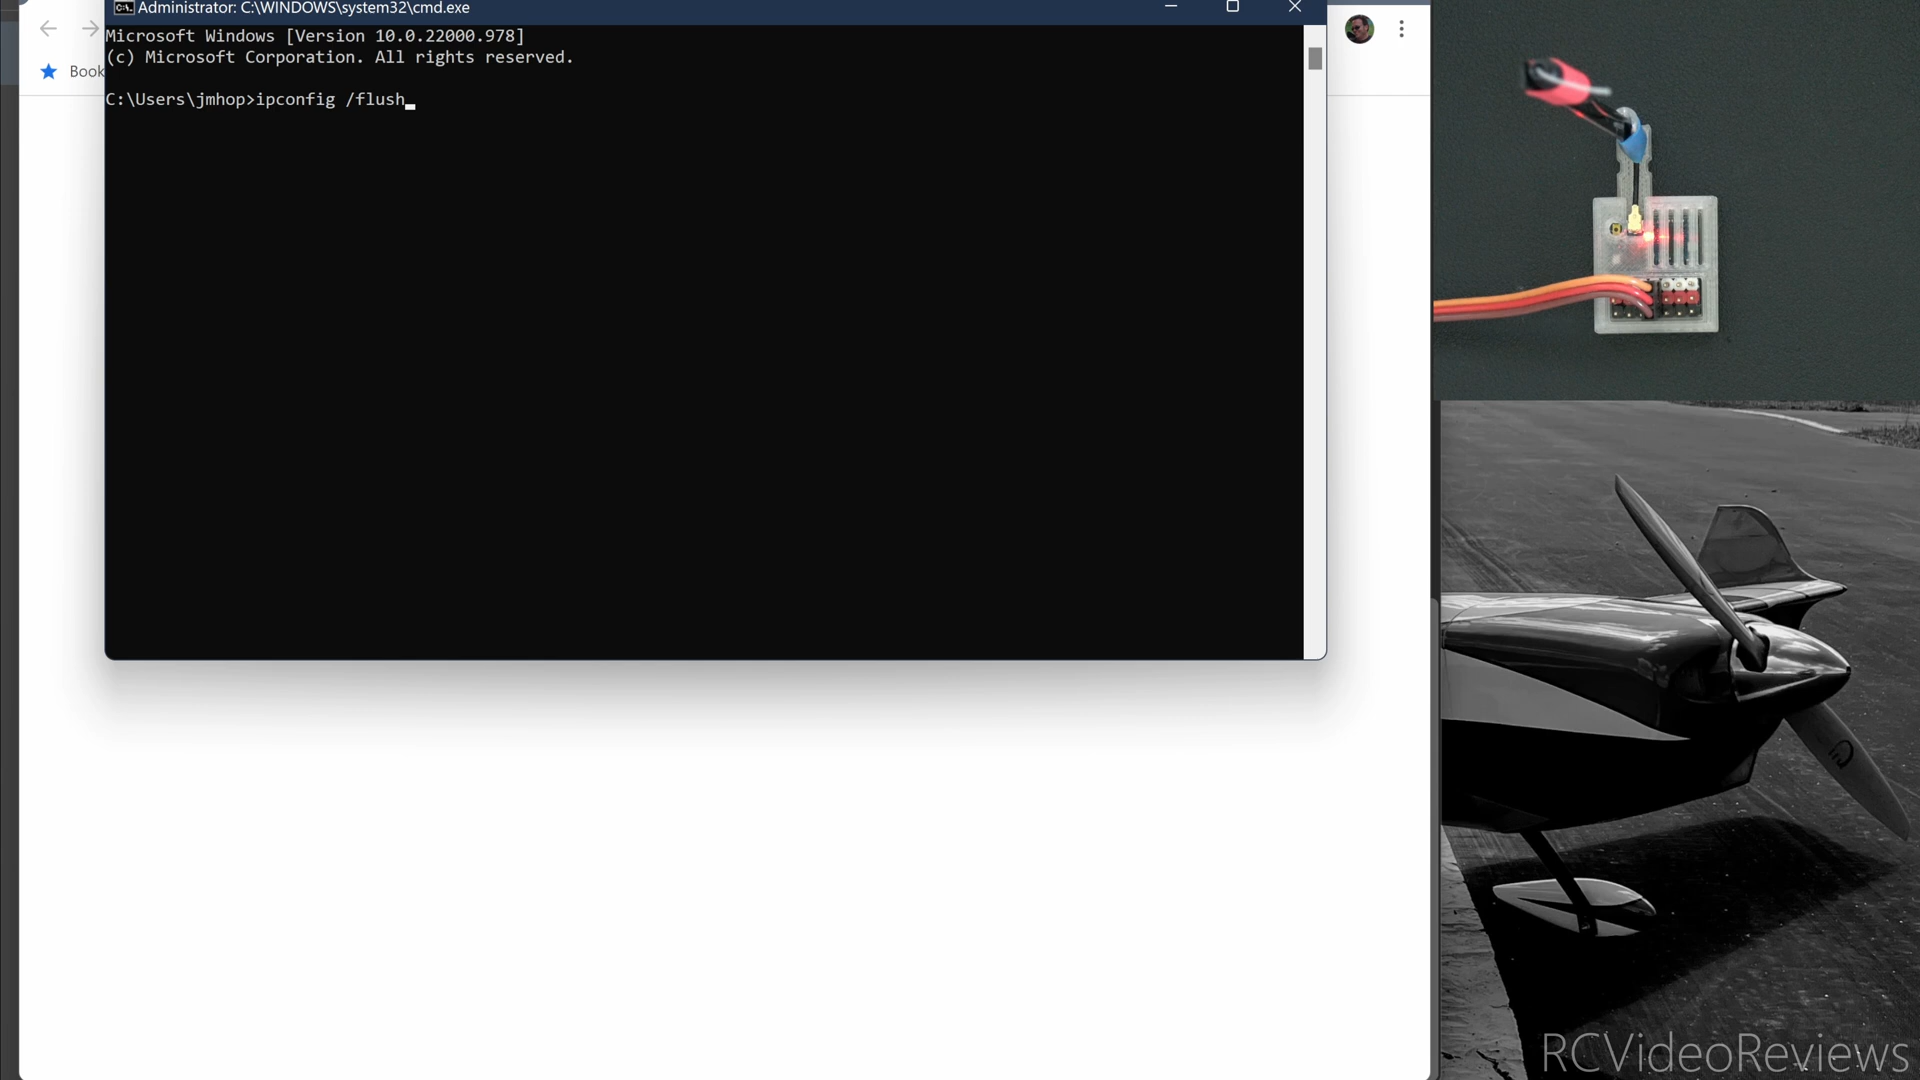 Administrator: C:\WINDOWS\system32\cmd.exe
Microsoft Windows [Version 10.0.22000.978]
(c) Microsoft Corporation. All rights reserved.
Book
C:\Users\jmhop>ipconfig /flush
RCVideoReviews